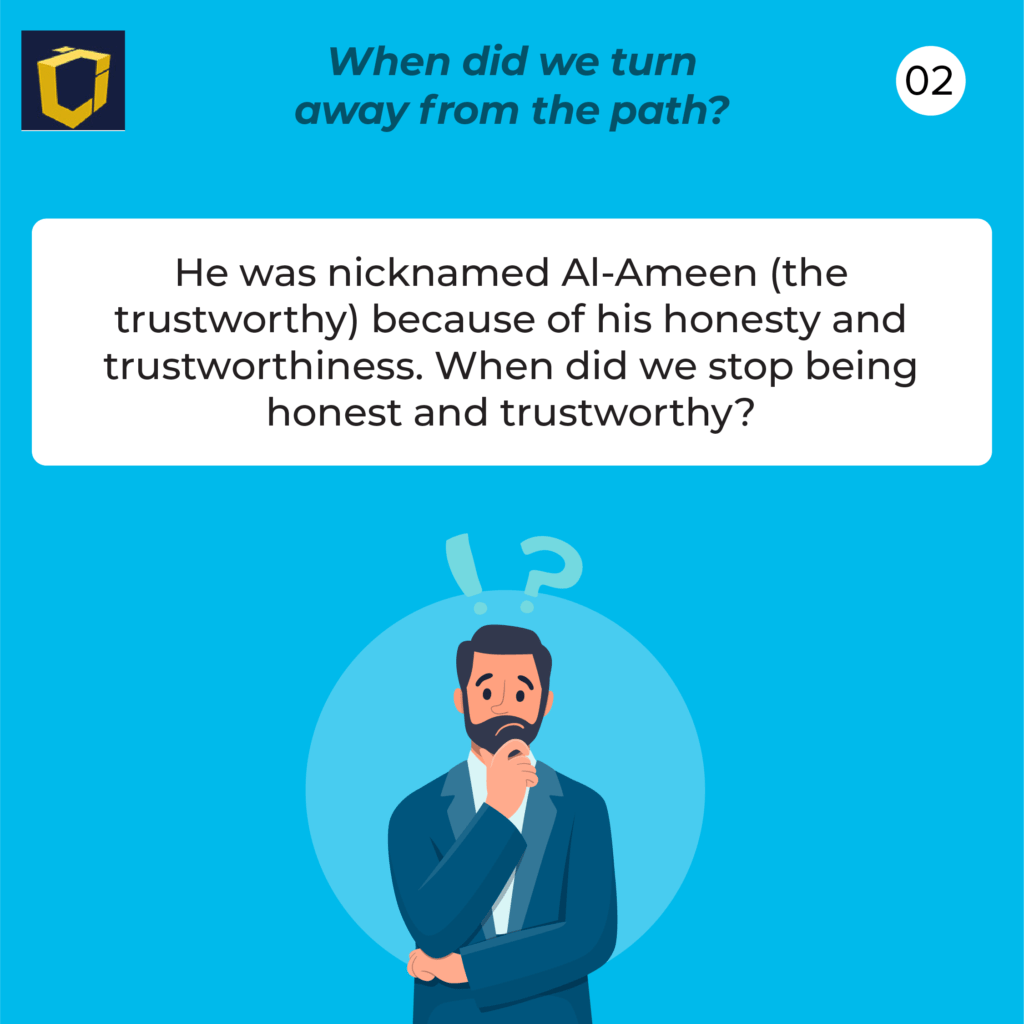 When did we turn
away from the path?
02
He was nicknamed Al-Ameen (the
trustworthy) because of his honesty and
trustworthiness. When did we stop being
honest and trustworthy?
! ?